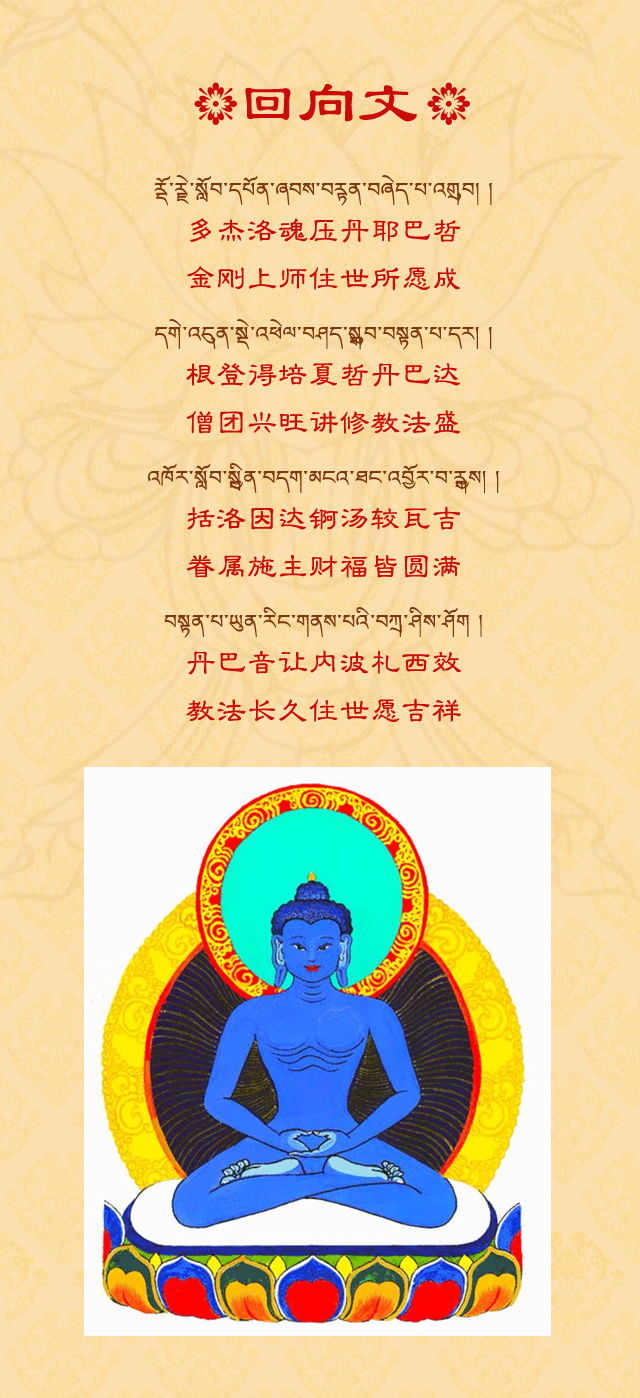 回向文
རྡོ་རྗེ་སློབ་དཔོན་ཞབས་བརྟན་བཞེད་པ་འགྲུབ། །
多杰洛魂压丹耶巴哲
金刚上师住世所愿成
དགེ་འདུན་སྡེ་འཕེལ་བཤད་སྒྲུབ་བསྟན་པ་དར། །
根登得培夏哲丹巴达
僧团兴旺讲修教法盛
འཁོར་སློབ་སྦྱིན་བདག་མངའ་ཐང་འབྱོར་བ་རྒྱས། །
括洛因达锕汤较瓦吉
眷属施主财福皆圆满
བསྟན་པ་ཡུན་རིང་གནས་པའི་བཀྲ་ཤིས་ཤོག །
丹巴音让内波札西效
教法长久住世愿吉祥